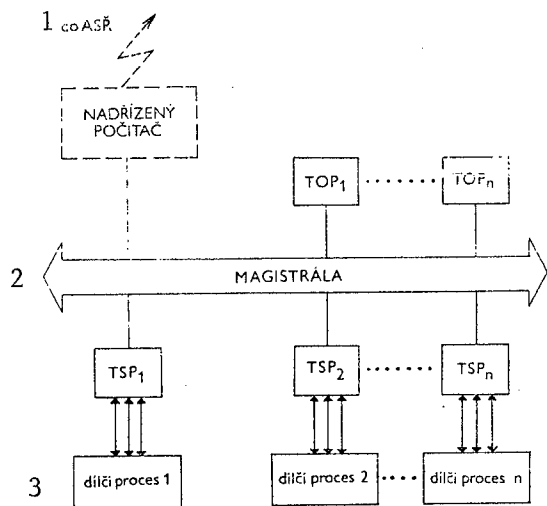 1 co ASŘ
NADŘÍZENÝ
POČÍTAČ
TOP₁ ······ TOPₙ
2 MAGISTRÁLA
TSP₁ TSP₂ ······ TSPₙ
3 dílčí proces 1 dílčí proces 2 ···· dílčí proces n